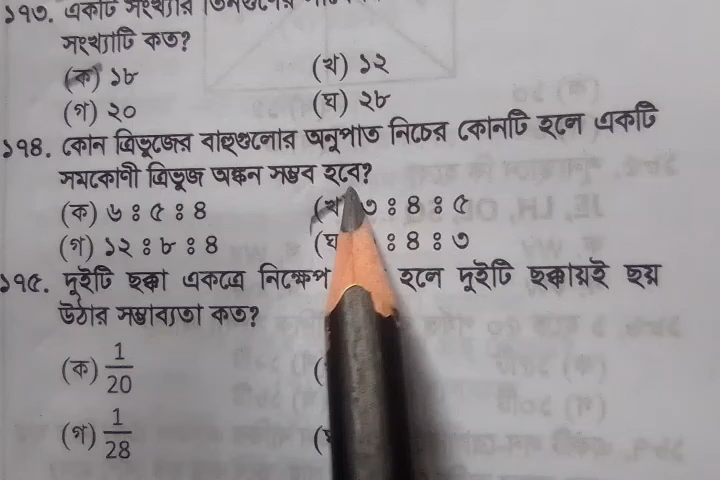 ১৭৩. একটি সংখ্যার
সংখ্যাটি কত?
(ক) ১৮ (খ) ১২
(গ) ২০ (ঘ) ২৮
১৭৪. কোন ত্রিভূজের বাহুগুলোর অনুপাত নিচের কোনটি হলে একটি
সমকোণী ত্রিভূজ অঙ্কন সম্ভব হবে?
(ক) ৬ ঃ ৫ ঃ ৪ (খ) ৩ ঃ ৪ ঃ ৫
(গ) ১২ ঃ ৮ ঃ ৪ (ঘ ঃ ৪ ঃ ৩
১৭৫. দুইটি ছক্কা একত্রে নিক্ষেপ হলে দুইটি ছক্কায়ই ছয়
উঠার সম্ভাব্যতা কত?
(ক) 1/20
(গ) 1/28